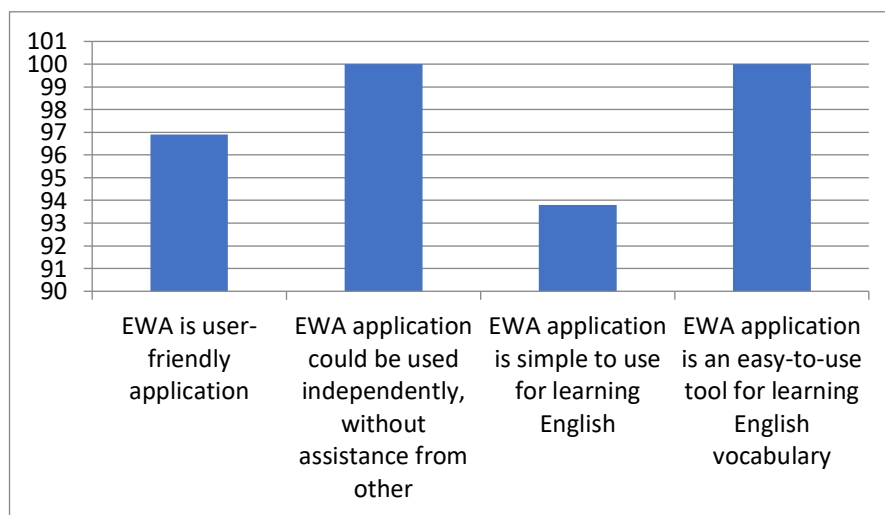 101
100
99
98
97
96
95
94
93
92
91
90
EWA is user-
friendly
application
EWA application
could be used
independently,
without
assistance from
other
EWA application
is simple to use
for learning
English
EWA application
is an easy-to-use
tool for learning
English
vocabulary